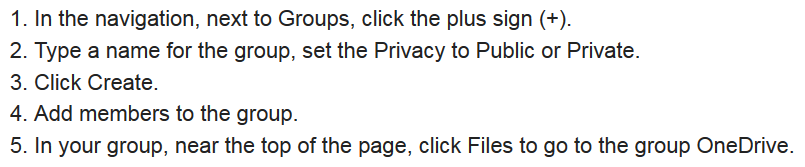 1. In the navigation, next to Groups, click the plus sign (+).
2. Type a name for the group, set the Privacy to Public or Private.
3. Click Create.
4. Add members to the group.
5. In your group, near the top of the page, click Files to go to the group OneDrive.